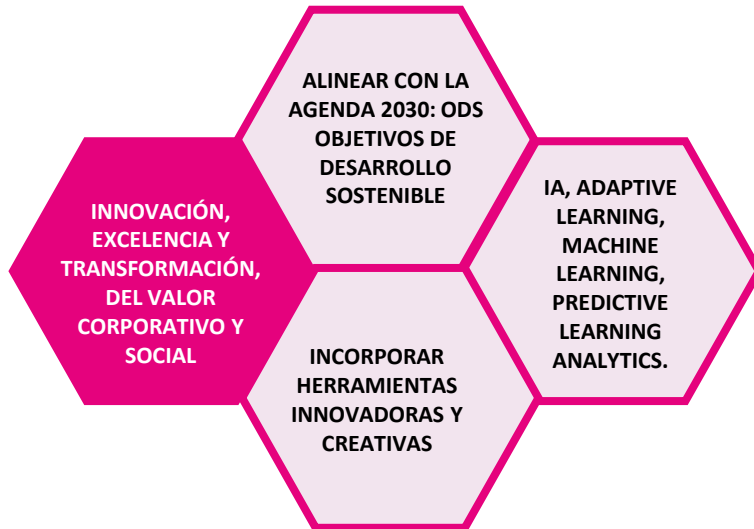 ALINEAR CON LA
AGENDA 2030: ODS
OBJETIVOS DE
DESARROLLO
SOSTENIBLE
INNOVACIÓN,
EXCELENCIA Y
TRANSFORMACIÓN,
DEL VALOR
CORPORATIVO Y
SOCIAL
IA, ADAPTIVE
LEARNING,
MACHINE
LEARNING,
PREDICTIVE
LEARNING
ANALYTICS.
INCORPORAR
HERRAMIENTAS
INNOVADORAS Y
CREATIVAS